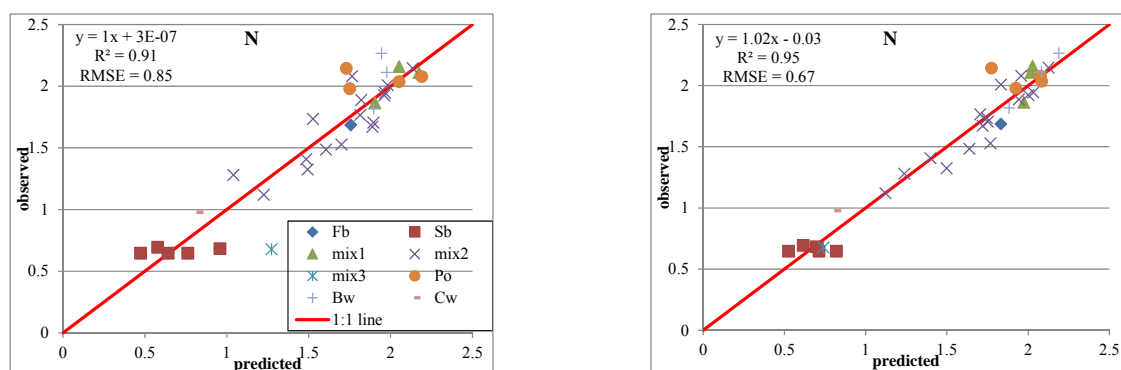 2.5
y = 1x + 3E-07
N
R² = 0.91
RMSE = 0.85
2
1.5
observed
1
0.5
0
Fb Sb
mix1 mix2
mix3 Po
Bw Cw
1:1 line
0 0.5 1 1.5 2 2.5
predicted
2.5
y = 1.02x - 0.03
N
R² = 0.95
RMSE = 0.67
2
1.5
observed
1
0.5
0
0 0.5 1 1.5 2 2.5
predicted